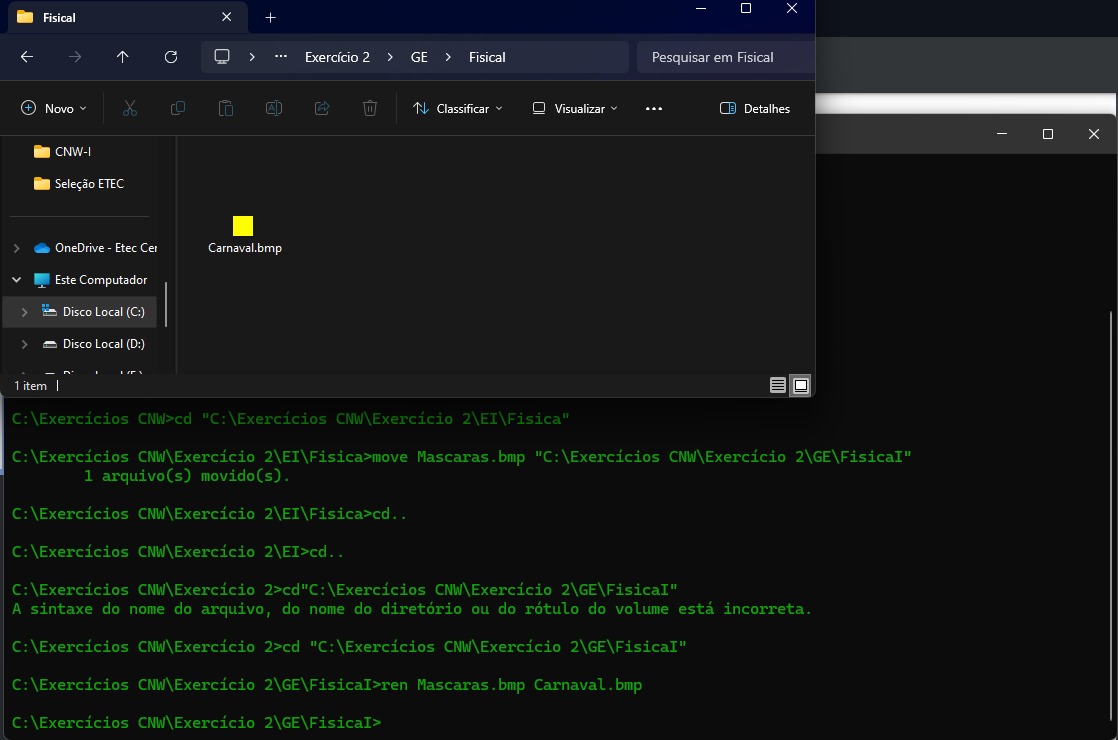 FisicaI
Exercício 2 > GE > FisicaI
Pesquisar em FisicaI
Novo
Classificar
Visualizar
Detalhes
CNW-I
Seleção ETEC
OneDrive - Etec Cer
Este Computador
Disco Local (C:)
Disco Local (D:)
Carnaval.bmp
1 item
C:\Exercícios CNW>cd "C:\Exercícios CNW\Exercício 2\EI\Fisica"
C:\Exercícios CNW\Exercício 2\EI\Fisica>move Mascaras.bmp "C:\Exercícios CNW\Exercício 2\GE\FisicaI"
1 arquivo(s) movido(s).
C:\Exercícios CNW\Exercício 2\EI\Fisica>cd..
C:\Exercícios CNW\Exercício 2\EI>cd..
C:\Exercícios CNW\Exercício 2>cd"C:\Exercícios CNW\Exercício 2\GE\FisicaI"
A sintaxe do nome do arquivo, do nome do diretório ou do rótulo do volume está incorreta.
C:\Exercícios CNW\Exercício 2>cd "C:\Exercícios CNW\Exercício 2\GE\FisicaI"
C:\Exercícios CNW\Exercício 2\GE\FisicaI>ren Mascaras.bmp Carnaval.bmp
C:\Exercícios CNW\Exercício 2\GE\FisicaI>